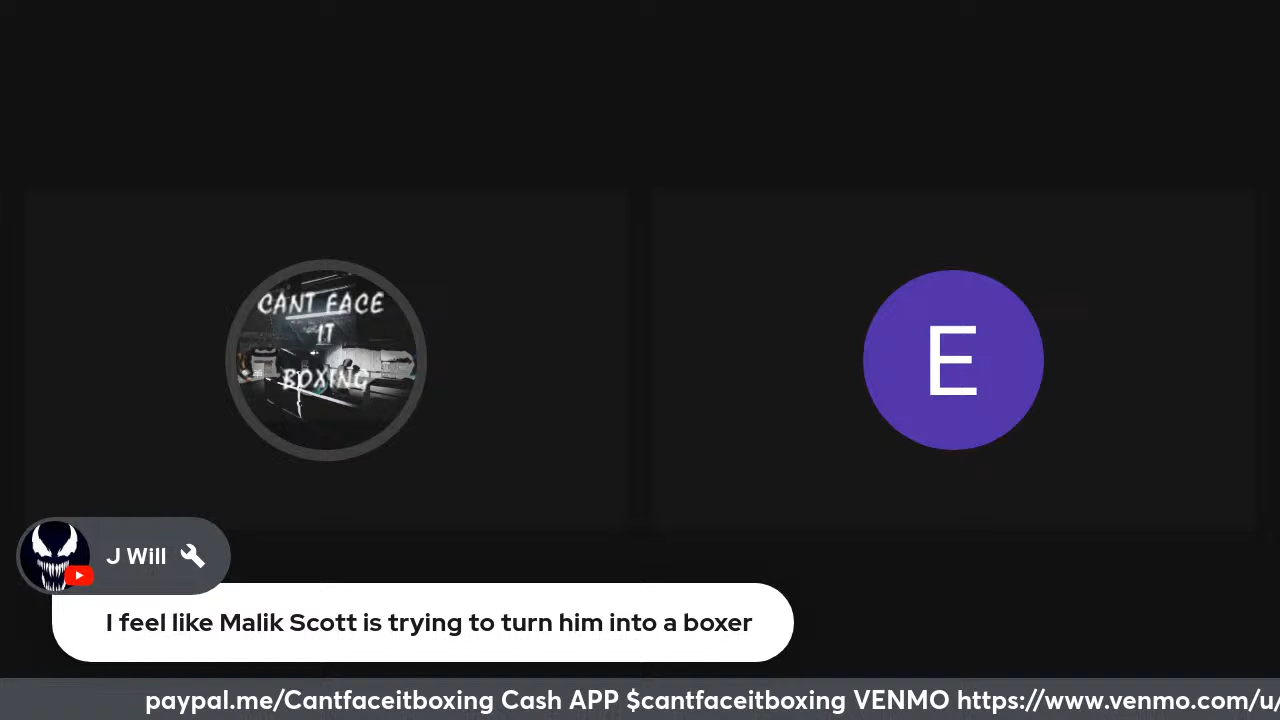 CANT FACE
IT
BOXING
E
J Will
I feel like Malik Scott is trying to turn him into a boxer
paypal.me/Cantfaceitboxing Cash APP $cantfaceitboxing VENMO https://www.venmo.com/u/